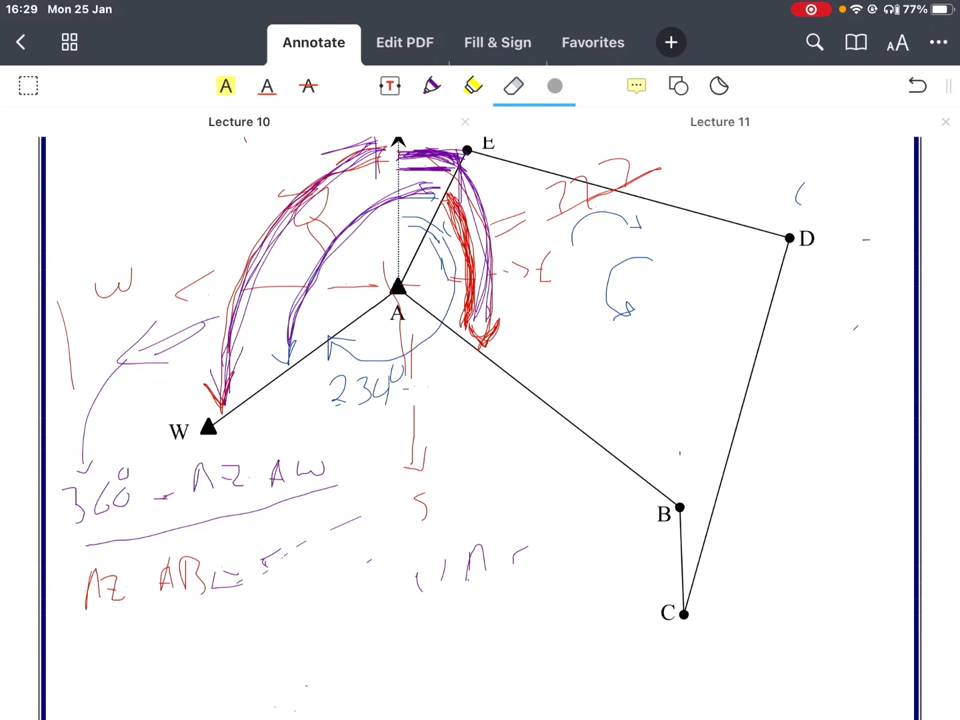 16:29 Mon 25 Jan 77%
Annotate Edit PDF Fill & Sign Favorites
A A A T
Lecture 10 Lecture 11
E
D
W
E
A
234°
W
360° - AZ AW
S
B
AZ AB =
C